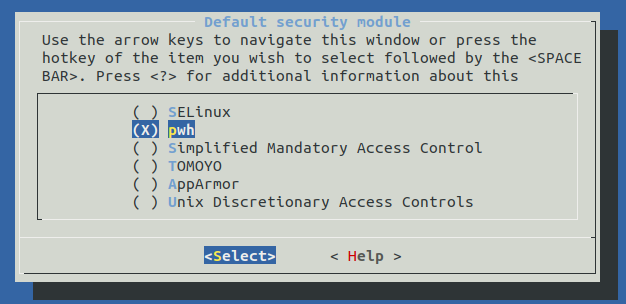 Default security module
Use the arrow keys to navigate this window or press the
hotkey of the item you wish to select followed by the <SPACE
BAR>. Press <?> for additional information about this
( ) SELinux
(X) pwh
( ) Simplified Mandatory Access Control
( ) TOMOYO
( ) AppArmor
( ) Unix Discretionary Access Controls
<Select> < Help >